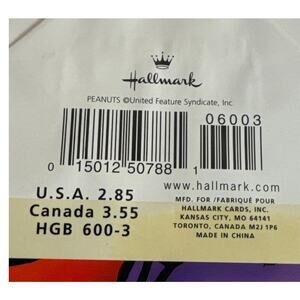 Hallmark
PEANUTS ©United Feature Syndicate, Inc.
06003
0 15012 50788 1
www.hallmark.com
U.S.A. 2.85
Canada 3.55
HGB 600-3
MFD. FOR /FABRIQUÉ POUR
HALLMARK CARDS, INC.
KANSAS CITY, MO 64141
TORONTO, CANADA M2J 1P6
MADE IN CHINA